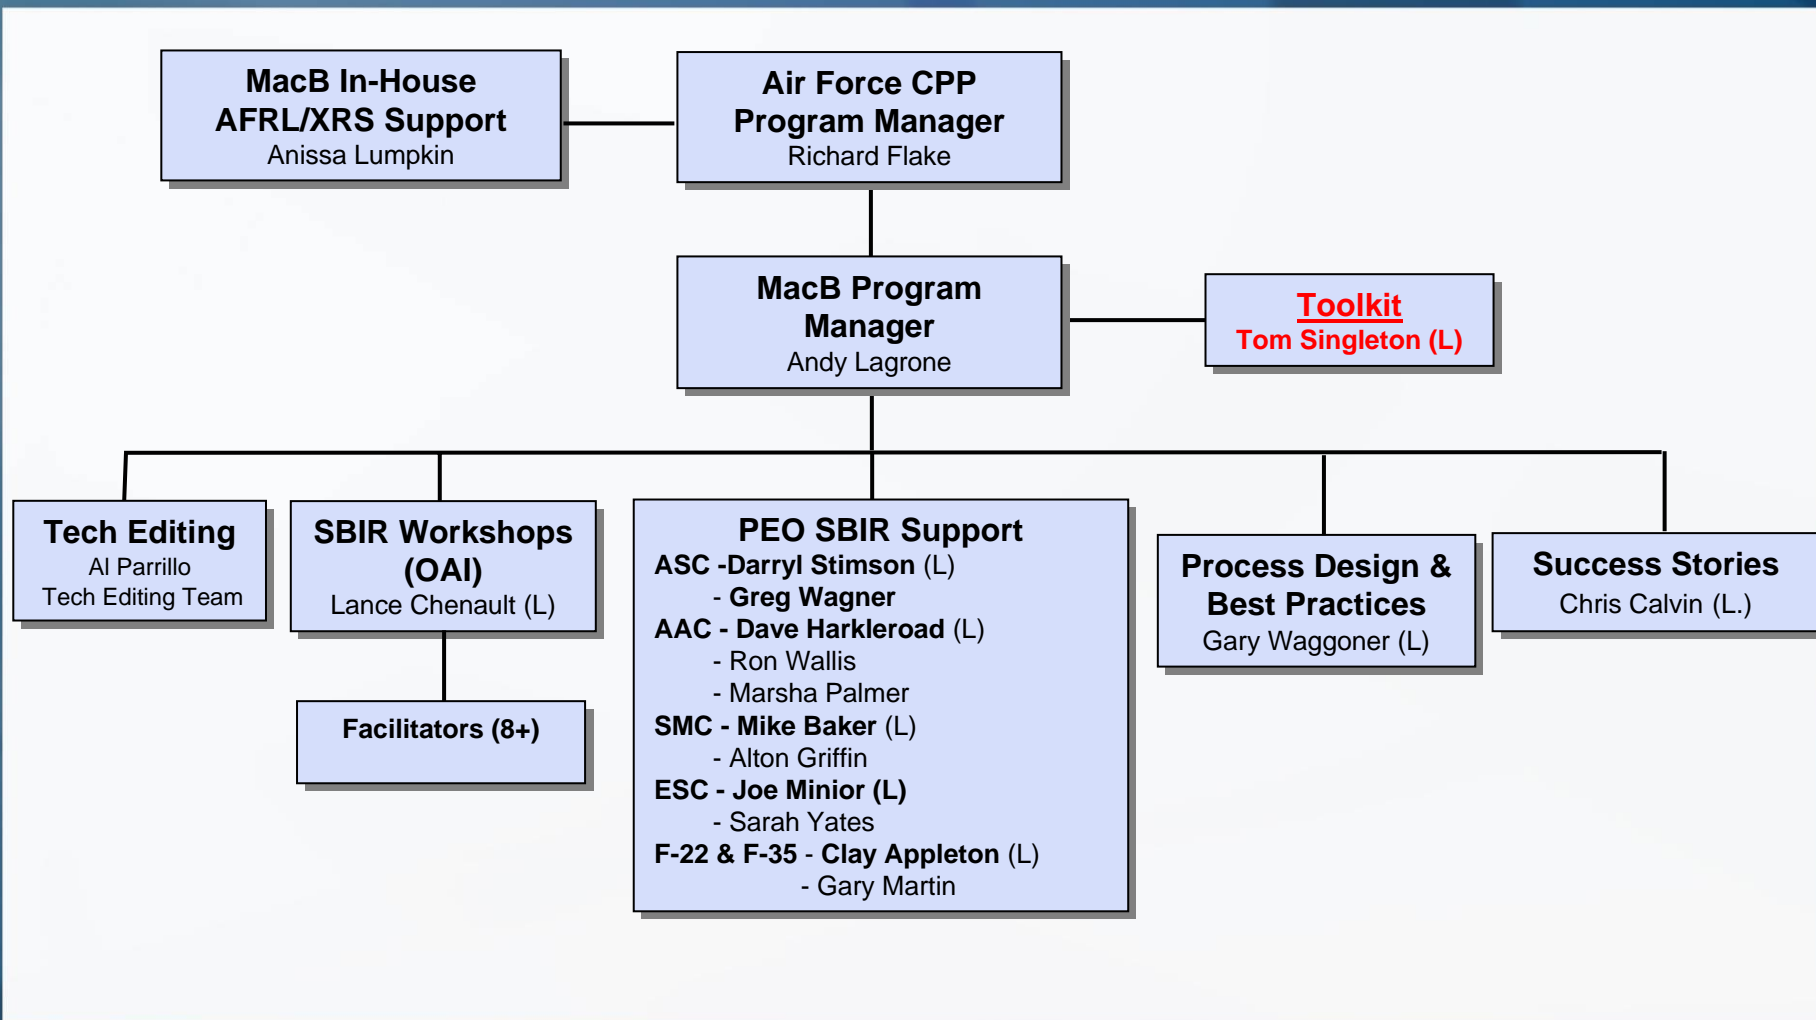 MacB In-House
AFRL/XRS Support
Anissa Lumpkin
Air Force CPP
Program Manager
Richard Flake
MacB Program
Manager
Andy Lagrone
Toolkit
Tom Singleton (L)
Tech Editing
Al Parrillo
Tech Editing Team
SBIR Workshops
(OAI)
Lance Chenault (L)
Facilitators (8+)
PEO SBIR Support
ASC -Darryl Stimson (L)
- Greg Wagner
AAC - Dave Harkleroad (L)
- Ron Wallis
- Marsha Palmer
SMC - Mike Baker (L)
- Alton Griffin
ESC - Joe Minior (L)
- Sarah Yates
F-22 & F-35 - Clay Appleton (L)
- Gary Martin
Process Design &
Best Practices
Gary Waggoner (L)
Success Stories
Chris Calvin (L.)